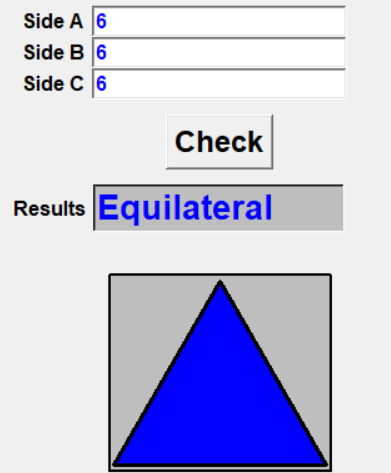 Side A 6
Side B 6
Side C 6
Check
Results Equilateral